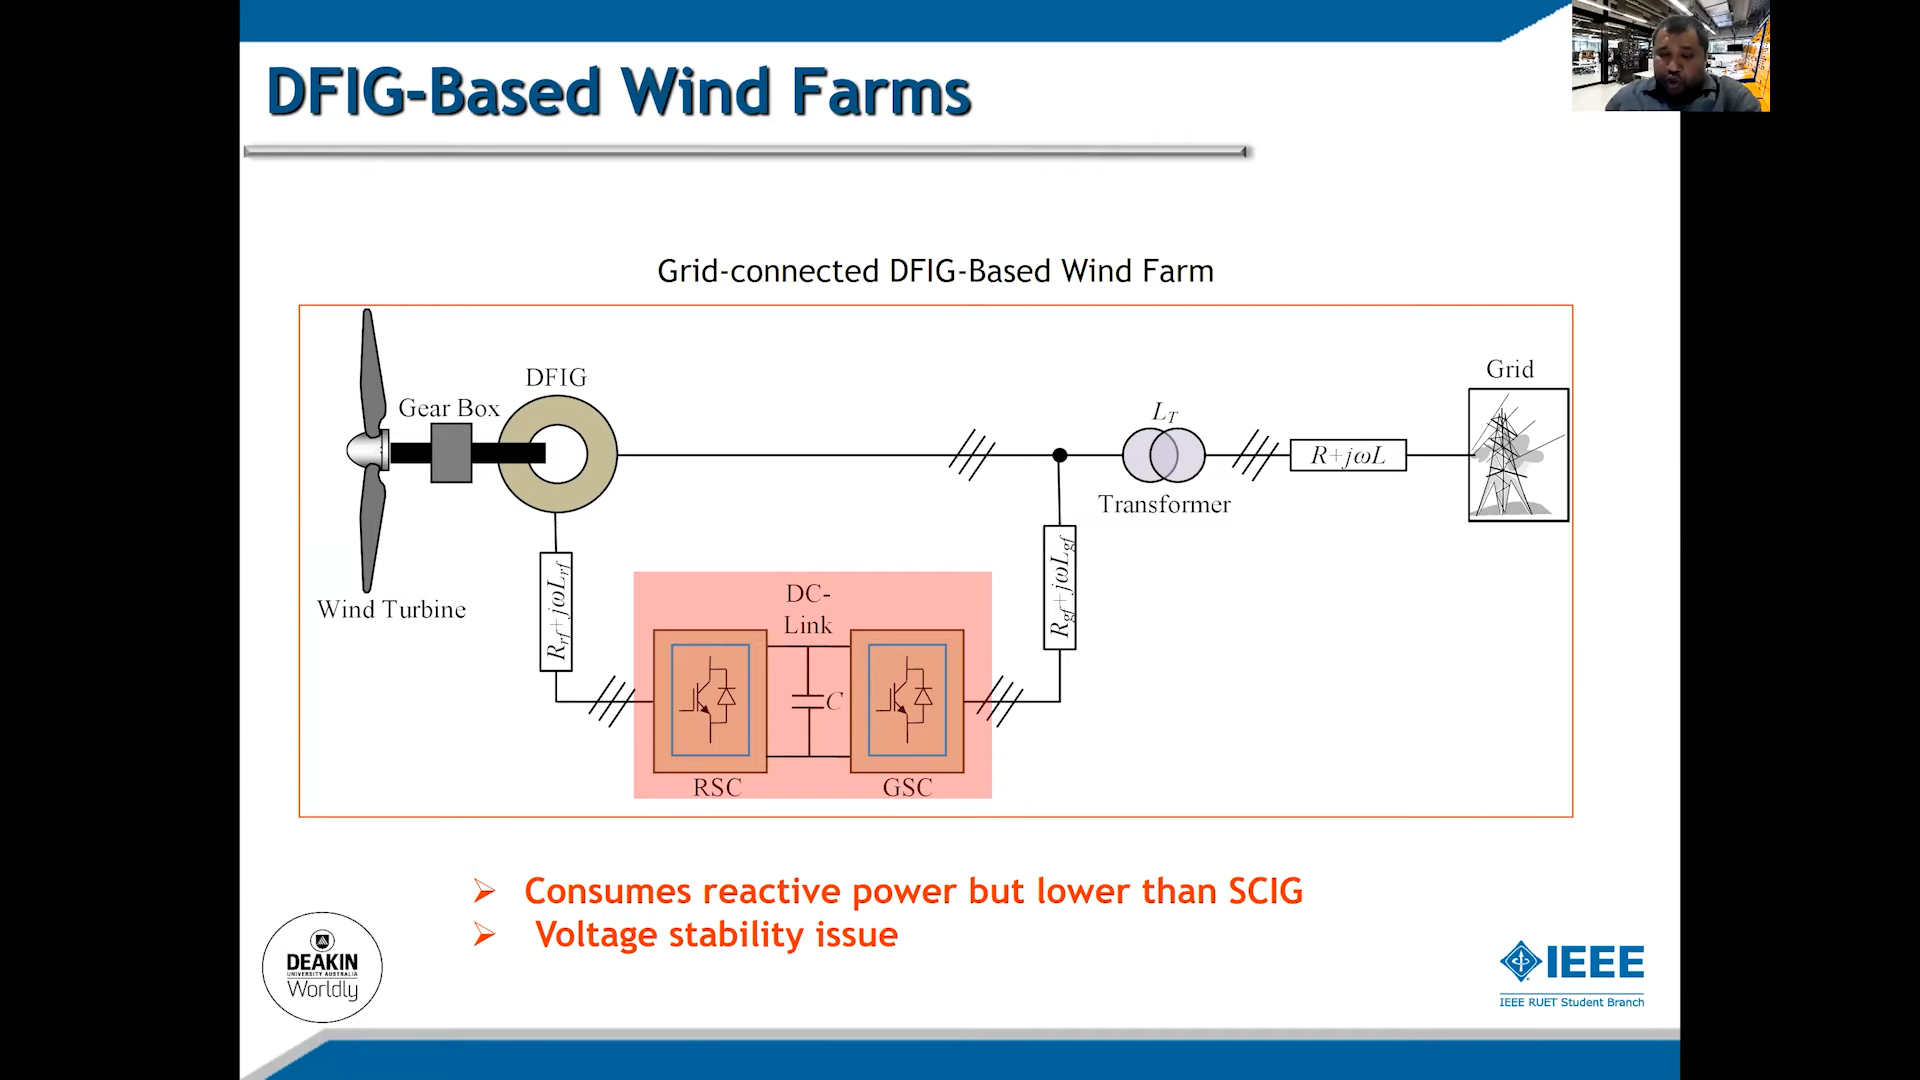 DFIG-Based Wind Farms
Grid-connected DFIG-Based Wind Farm
DFIG
Gear Box
Wind Turbine
L_T
Transformer
R+jωL
Grid
R_rf+jωL_rf
R_gf+jωL_gf
DC-
Link
C
RSC
GSC
➢ Consumes reactive power but lower than SCIG
➢ Voltage stability issue
DEAKIN
UNIVERSITY AUSTRALIA
Worldly
IEEE
IEEE RUET Student Branch